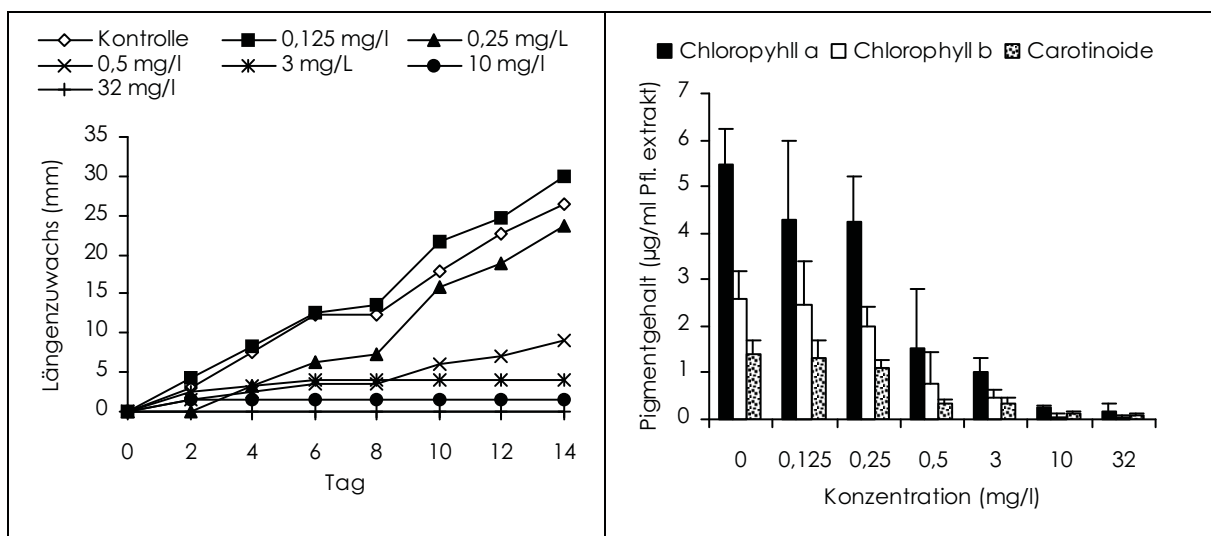 Kontrolle 0,125 mg/l 0,25 mg/L
0,5 mg/l 3 mg/L 10 mg/l
32 mg/l
Längenzuwachs (mm)
35
30
25
20
15
10
5
0
0 2 4 6 8 10 12 14
Tag
Chloropyhll a Chlorophyll b Carotinoide
Pigmentgehalt (µg/ml Pfl. extrakt)
7
6
5
4
3
2
1
0
0 0,125 0,25 0,5 3 10 32
Konzentration (mg/l)